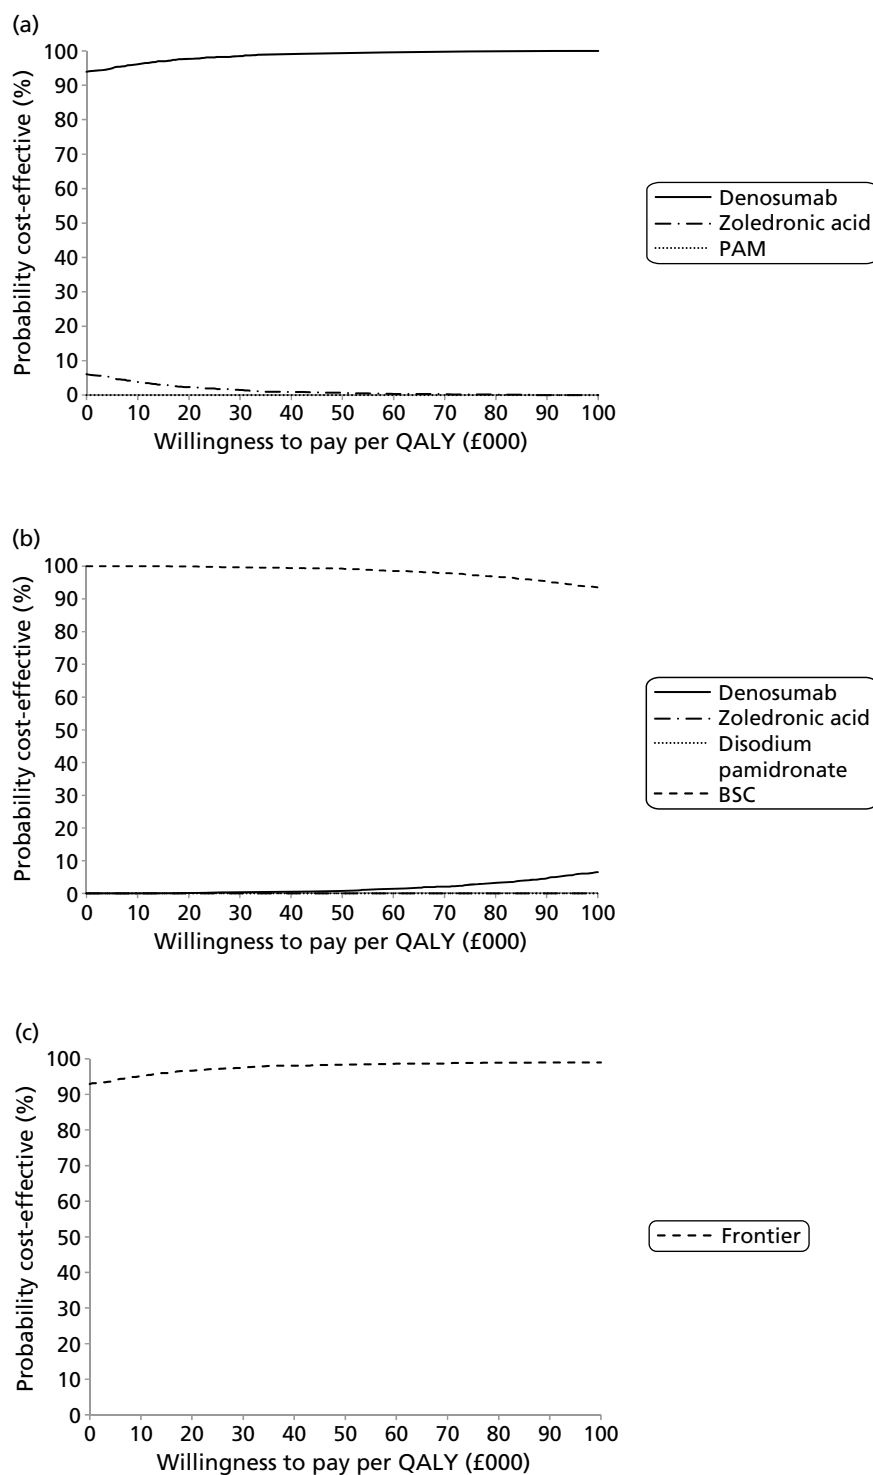 (a)
100
90
80
70
60
50
40
30
20
10
0
Probability cost-effective (%)
0 10 20 30 40 50 60 70 80 90 100
Willingness to pay per QALY (£000)
Denosumab
Zoledronic acid
PAM
(b)
100
90
80
70
60
50
40
30
20
10
0
Probability cost-effective (%)
0 10 20 30 40 50 60 70 80 90 100
Willingness to pay per QALY (£000)
Denosumab
Zoledronic acid
Disodium
pamidronate
BSC
(c)
100
90
80
70
60
50
40
30
20
10
0
Probability cost-effective (%)
0 10 20 30 40 50 60 70 80 90 100
Willingness to pay per QALY (£000)
Frontier